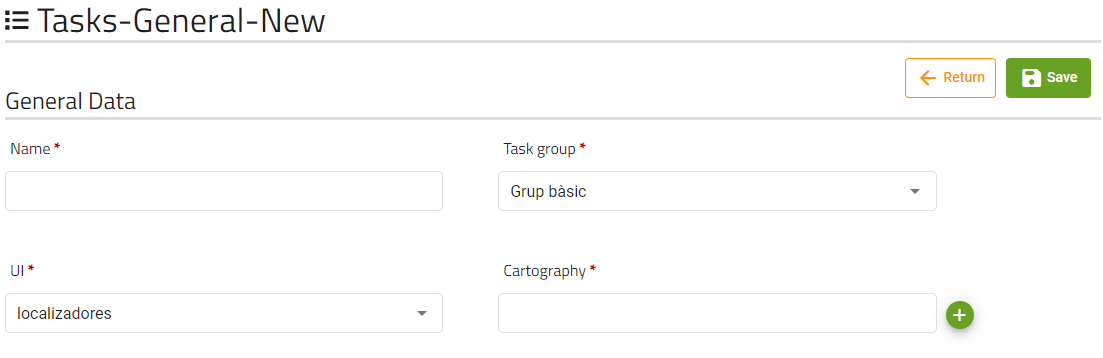 Tasks-General-New
Return
Save
General Data
Name *
Task group *
Grup bàsic
UI *
Cartography *
localizadores